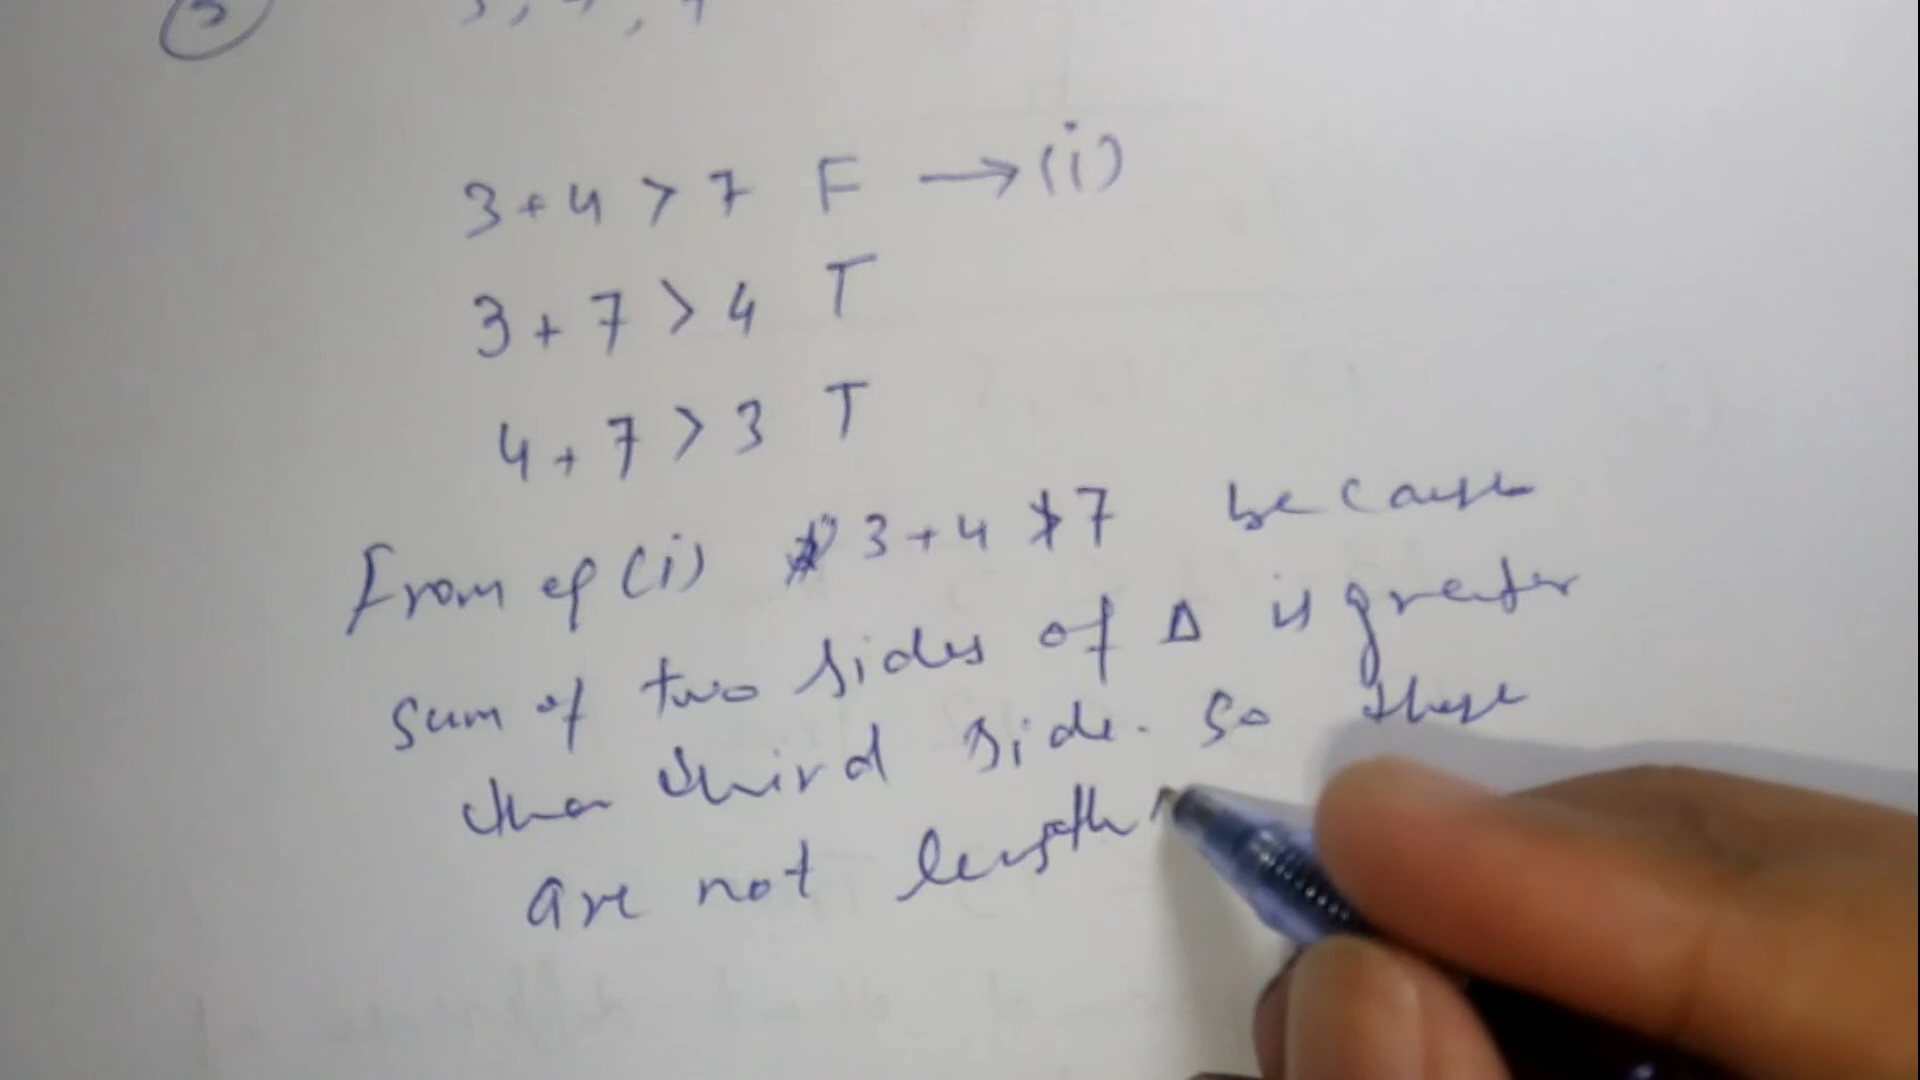 3 + 4 > 7 F → (i)
3 + 7 > 4 T
4 + 7 > 3 T
From eq (i) 3 + 4 ≯ 7 because
sum of two sides of Δ is greater
than third side. so these
are not length